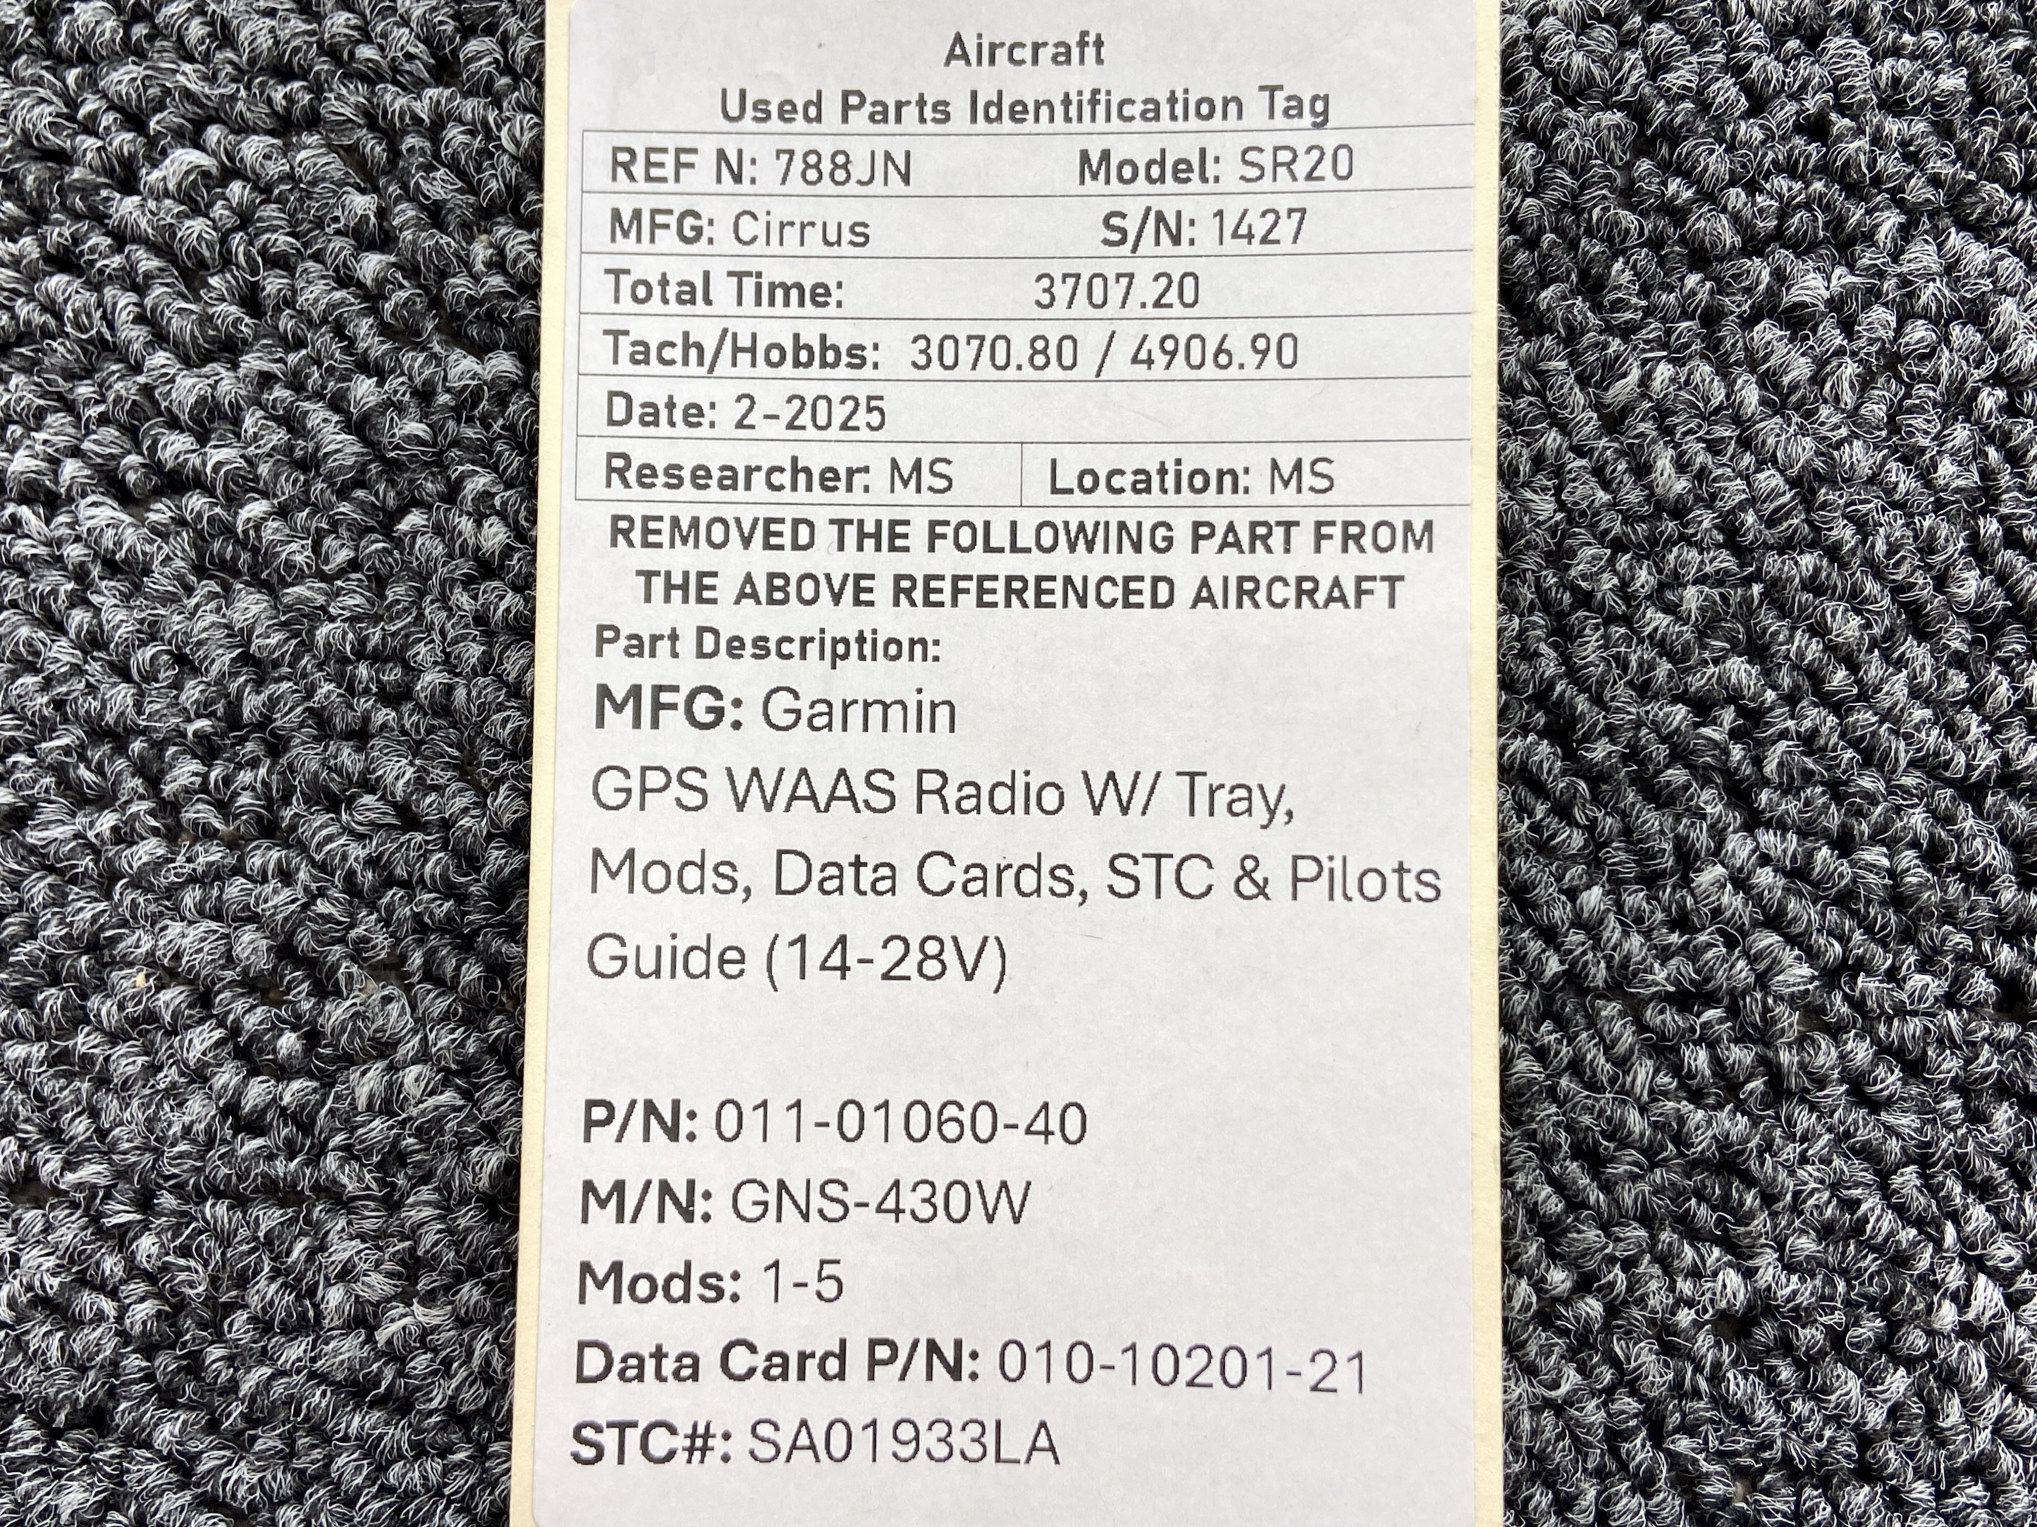 Aircraft
Used Parts Identification Tag
REF N: 788JN Model: SR20
MFG: Cirrus S/N: 1427
Total Time: 3707.20
Tach/Hobbs: 3070.80 / 4906.90
Date: 2-2025
Researcher: MS Location: MS
REMOVED THE FOLLOWING PART FROM
THE ABOVE REFERENCED AIRCRAFT
Part Description:
MFG: Garmin
GPS WAAS Radio W/ Tray,
Mods, Data Cards, STC & Pilots
Guide (14-28V)
P/N: 011-01060-40
M/N: GNS-430W
Mods: 1-5
Data Card P/N: 010-10201-21
STC#: SA01933LA